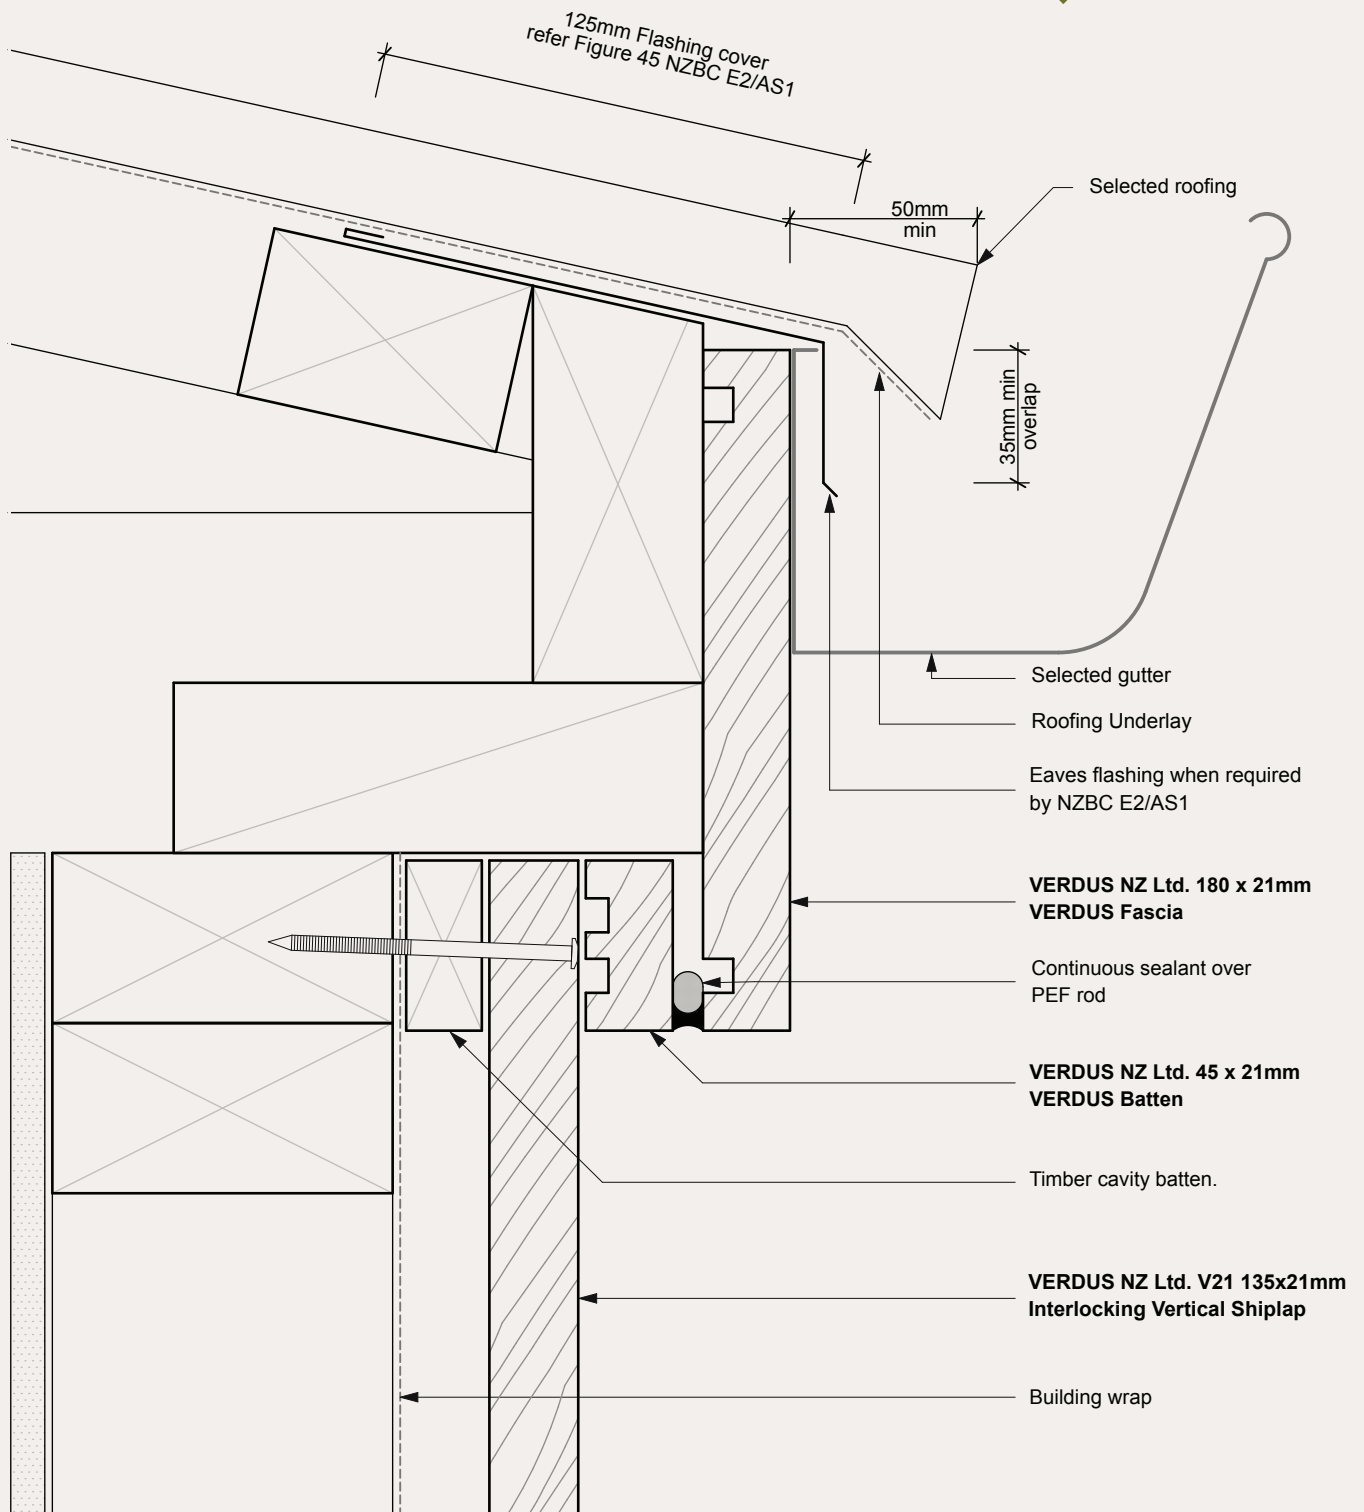 125mm Flashing cover
refer Figure 45 NZBC E2/AS1
Selected roofing
50mm
min
35mm min
overlap
Selected gutter
Roofing Underlay
Eaves flashing when required
by NZBC E2/AS1
VERDUS NZ Ltd. 180 x 21mm
VERDUS Fascia
Continuous sealant over
PEF rod
VERDUS NZ Ltd. 45 x 21mm
VERDUS Batten
Timber cavity batten.
VERDUS NZ Ltd. V21 135x21mm
Interlocking Vertical Shiplap
Building wrap